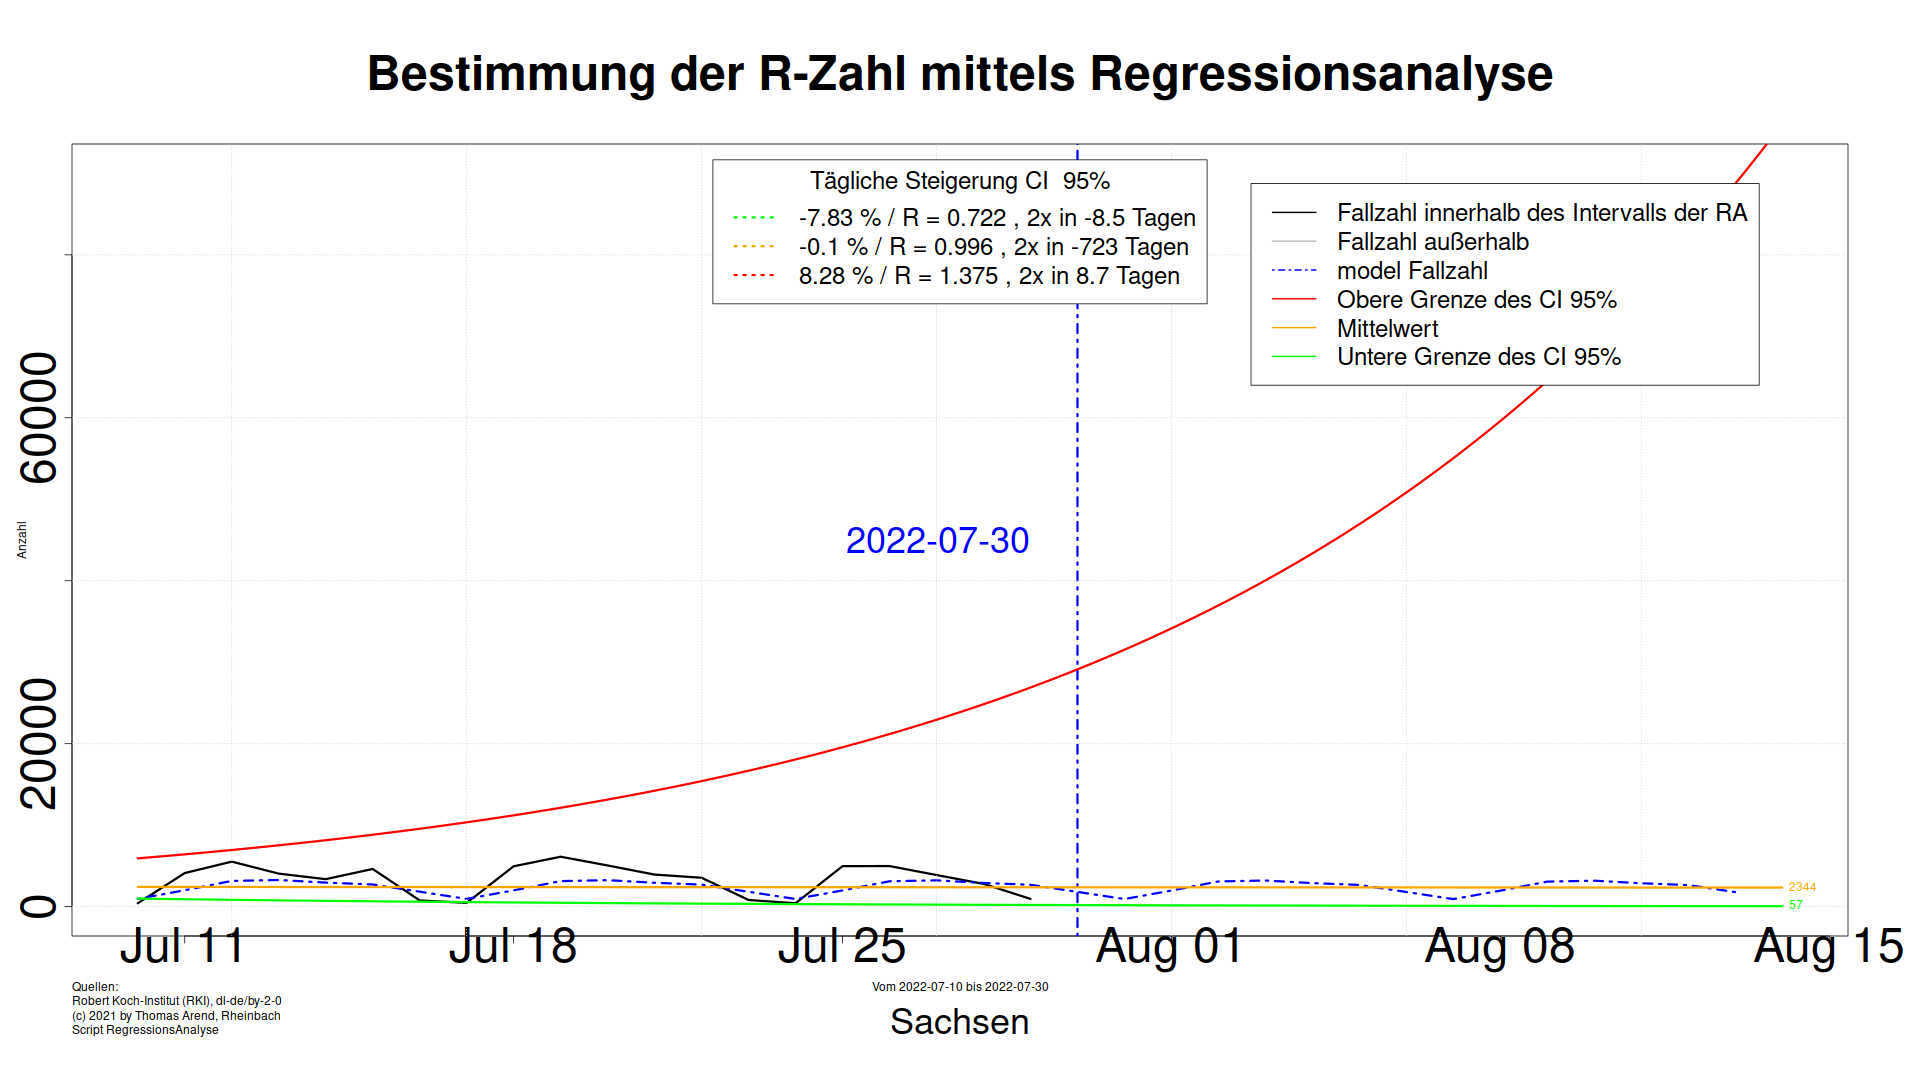 Bestimmung der R-Zahl mittels Regressionsanalyse
Tägliche Steigerung CI  95%
-7.83 % / R = 0.722 , 2x in -8.5 Tagen
-0.1 % / R = 0.996 , 2x in -723 Tagen
8.28 % / R = 1.375 , 2x in 8.7 Tagen
Fallzahl innerhalb des Intervalls der RA
Fallzahl außerhalb
model Fallzahl
Obere Grenze des CI 95%
Mittelwert
Untere Grenze des CI 95%
60000
20000
0
Anzahl
2022-07-30
2344
57
Jul 11
Jul 18
Jul 25
Aug 01
Aug 08
Aug 15
Quellen:
Robert Koch-Institut (RKI), dl-de/by-2-0
(c) 2021 by Thomas Arend, Rheinbach
Script RegressionsAnalyse
Vom 2022-07-10 bis 2022-07-30
Sachsen